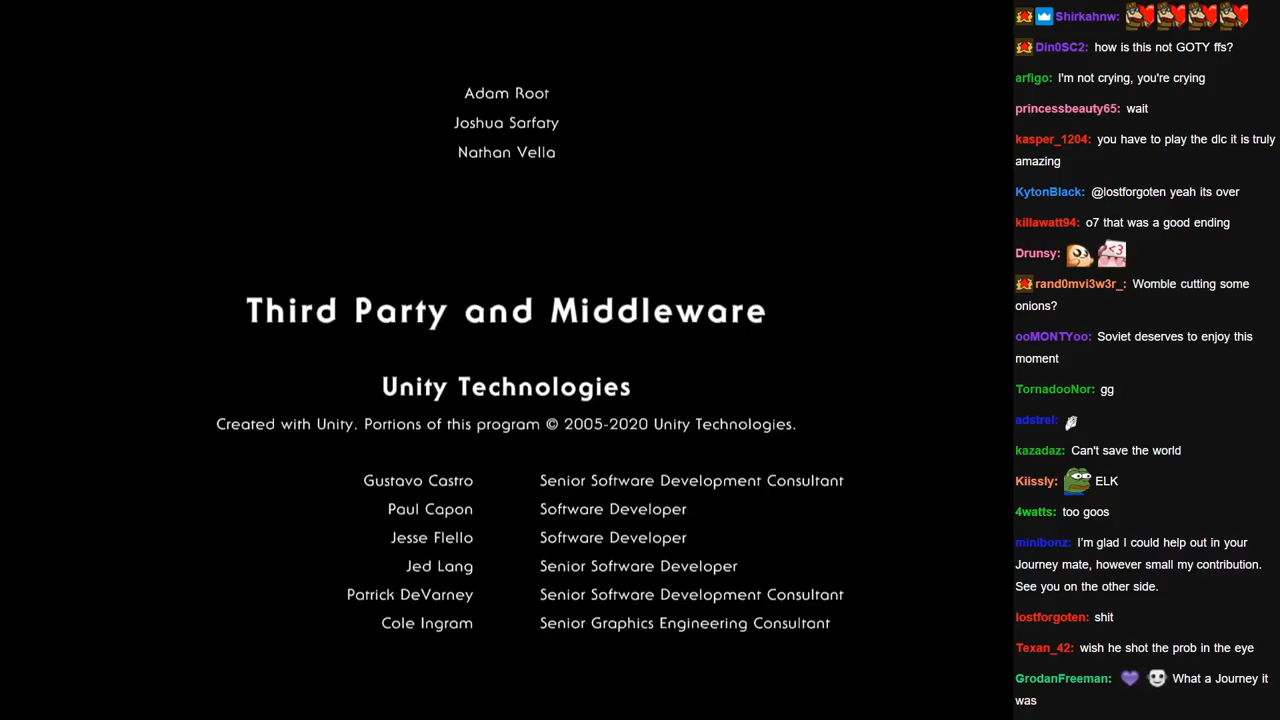 Adam Root
Joshua Sarfaty
Nathan Vella
Third Party and Middleware
Unity Technologies
Created with Unity. Portions of this program © 2005-2020 Unity Technologies.
Gustavo Castro Senior Software Development Consultant
Paul Capon Software Developer
Jesse Flello Software Developer
Jed Lang Senior Software Developer
Patrick DeVarney Senior Software Development Consultant
Cole Ingram Senior Graphics Engineering Consultant
Shirkahnw:
Din0SC2: how is this not GOTY ffs?
arfigo: I'm not crying, you're crying
princessbeauty65: wait
kasper_1204: you have to play the dlc it is truly
amazing
KytonBlack: @lostforgoten yeah its over
killawatt94: o7 that was a good ending
Drunsy: <3
rand0mvi3w3r_: Womble cutting some
onions?
ooMONTYoo: Soviet deserves to enjoy this
moment
TornadooNor: gg
adstrel:
kazadaz: Can't save the world
Kiissly: ELK
4watts: too goos
minibonz: I'm glad I could help out in your
Journey mate, however small my contribution.
See you on the other side.
lostforgoten: shit
Texan_42: wish he shot the prob in the eye
GrodanFreeman: What a Journey it
was